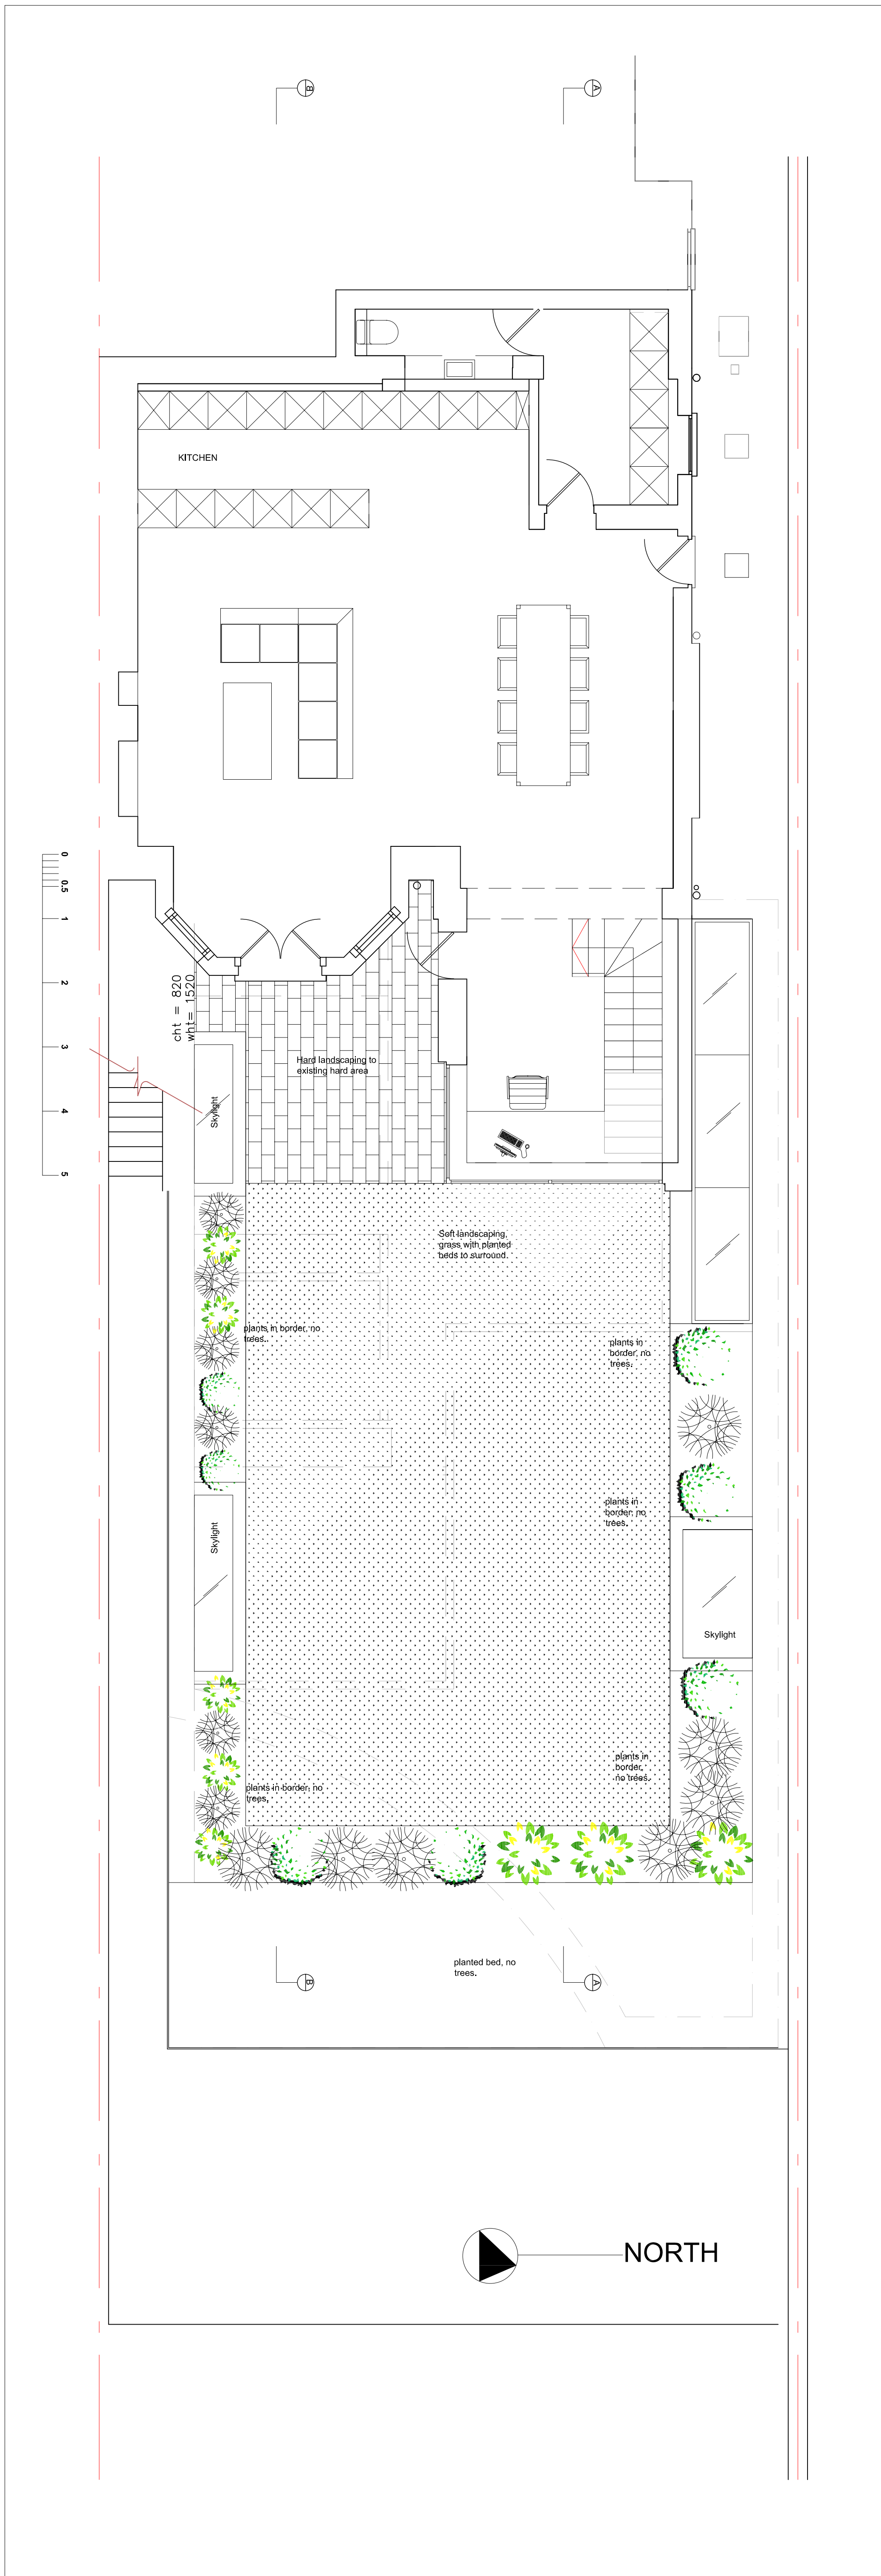 B
A
KITCHEN
0
0.5
1
2
3
4
5
cht = 820
wht= 1520
Hard landscaping to
existing hard area
Skylight
Soft landscaping,
grass with planted
beds to surround.
plants in border, no
trees.
plants in
border, no
trees.
plants in
border, no
trees.
Skylight
Skylight
plants in
border,
no trees.
plants in border, no
trees.
planted bed, no
trees.
B
A
NORTH